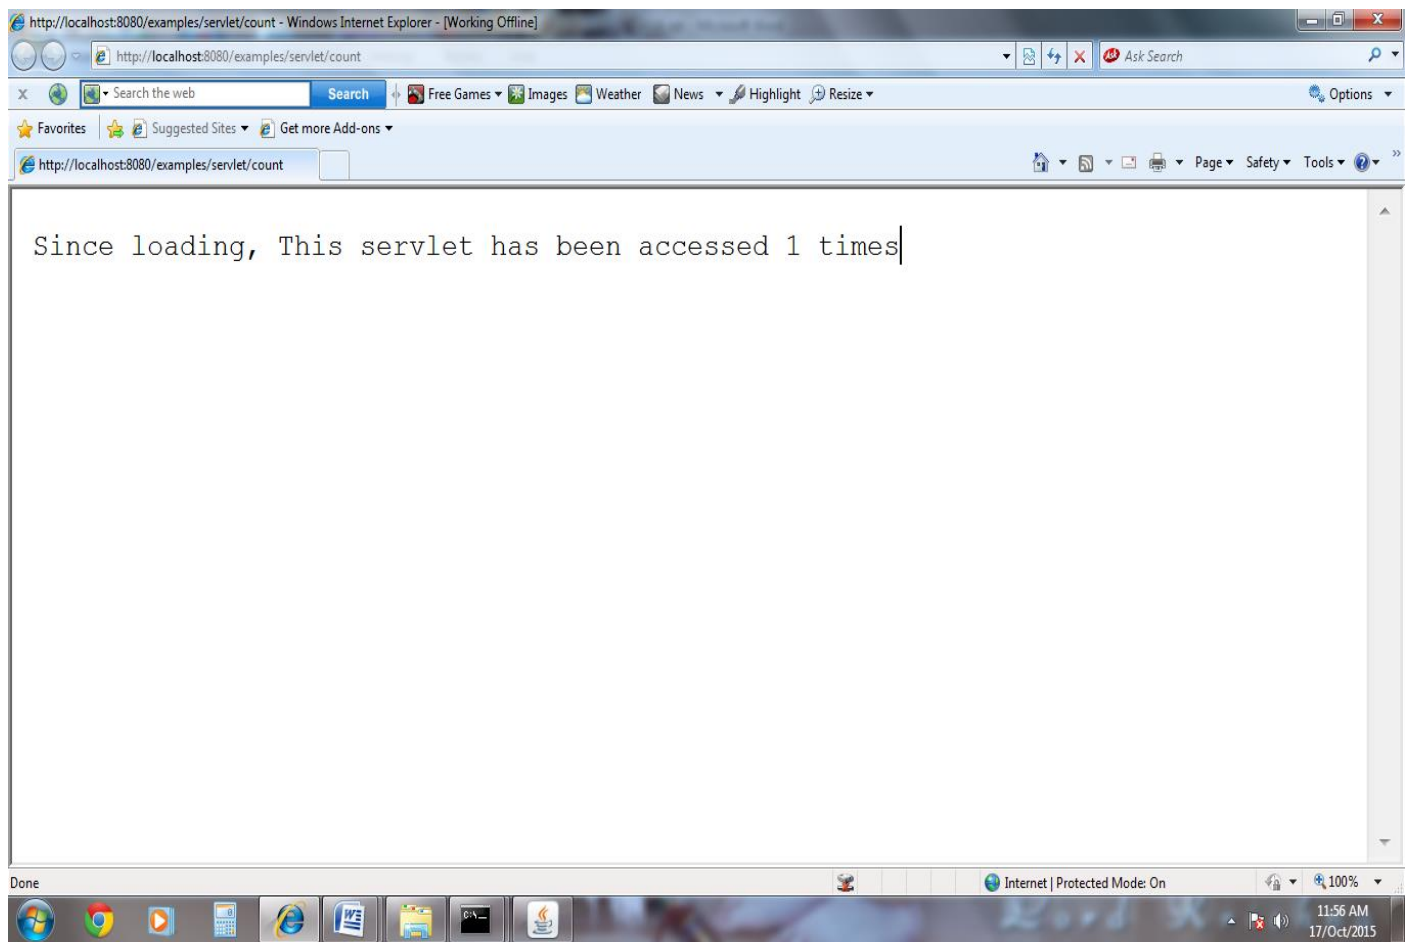 http://localhost:8080/examples/servlet/count - Windows Internet Explorer - [Working Offline]
http://localhost:8080/examples/servlet/count Ask Search
x Search the web Search Free Games Images Weather News Highlight Resize Options
Favorites Suggested Sites Get more Add-ons
http://localhost:8080/examples/servlet/count Page Safety Tools
Since loading, This servlet has been accessed 1 times
Done Internet | Protected Mode: On 100%
11:56 AM
17/Oct/2015